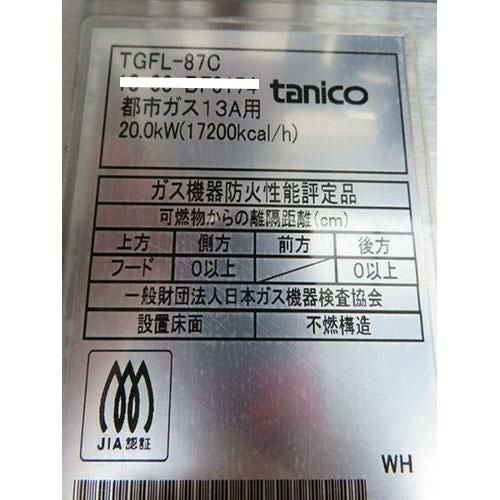 TGFL-87C
tanico
都市ガス13A用
20.0kW(17200kcal/h)
ガス機器防火性能評定品
可燃物からの離隔距離(cm)
上方 側方 前方 後方
フード 0以上 0以上
一般財団法人日本ガス機器検査協会
設置床面 不燃構造
JIA認証
WH